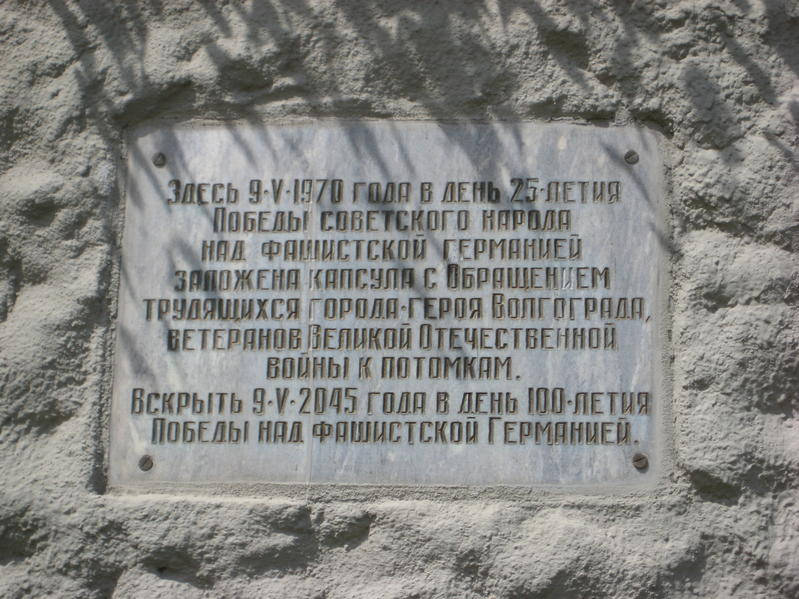 Здесь 9·V·1970 года в день 25-летия
Победы советского народа
над фашистской Германией
заложена капсула с Обращением
трудящихся города-героя Волгограда,
ветеранов Великой Отечественной
войны к потомкам.
Вскрыть 9·V·2045 года в день 100-летия
Победы над фашистской Германией.